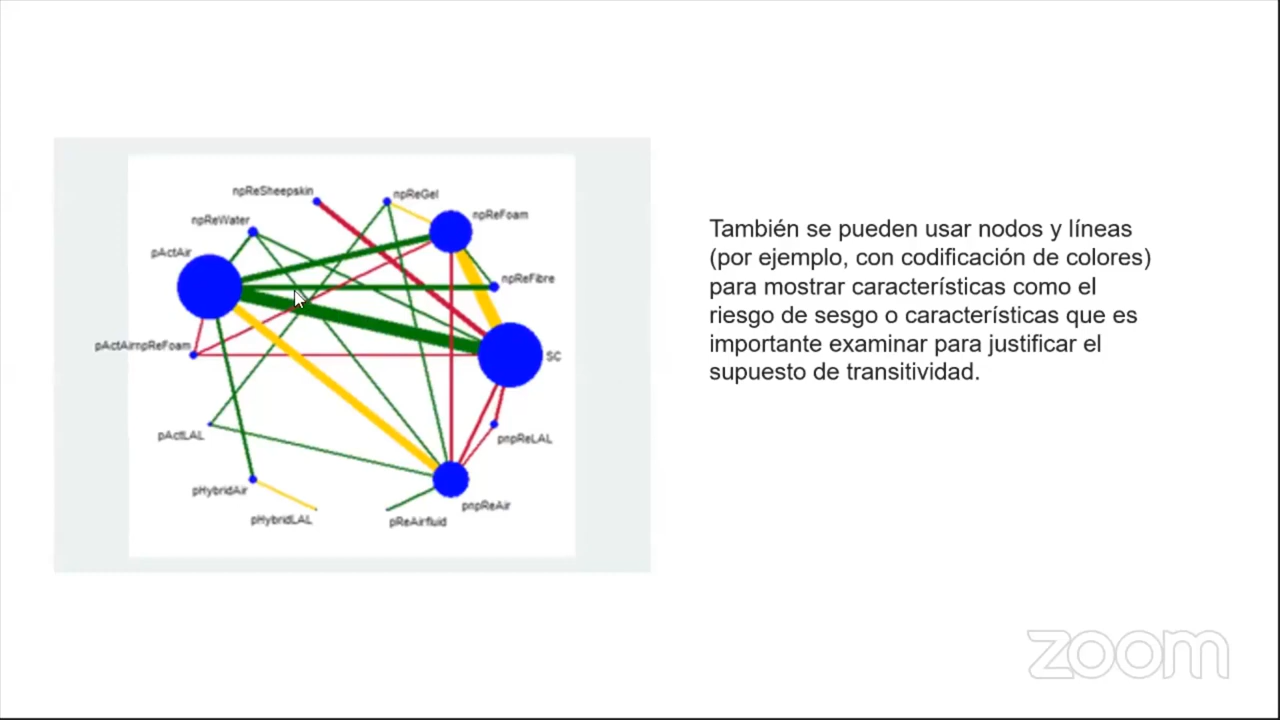 npReSheepskin
npReGel
npReFoam
npReWater
pActAir
npReFibre
pActAirnpReFoam
SC
pActLAL
pnpReLAL
pHybridAir
pnpReAir
pHybridLAL
pReAirfluid
También se pueden usar nodos y líneas
(por ejemplo, con codificación de colores)
para mostrar características como el
riesgo de sesgo o características que es
importante examinar para justificar el
supuesto de transitividad.
zoom